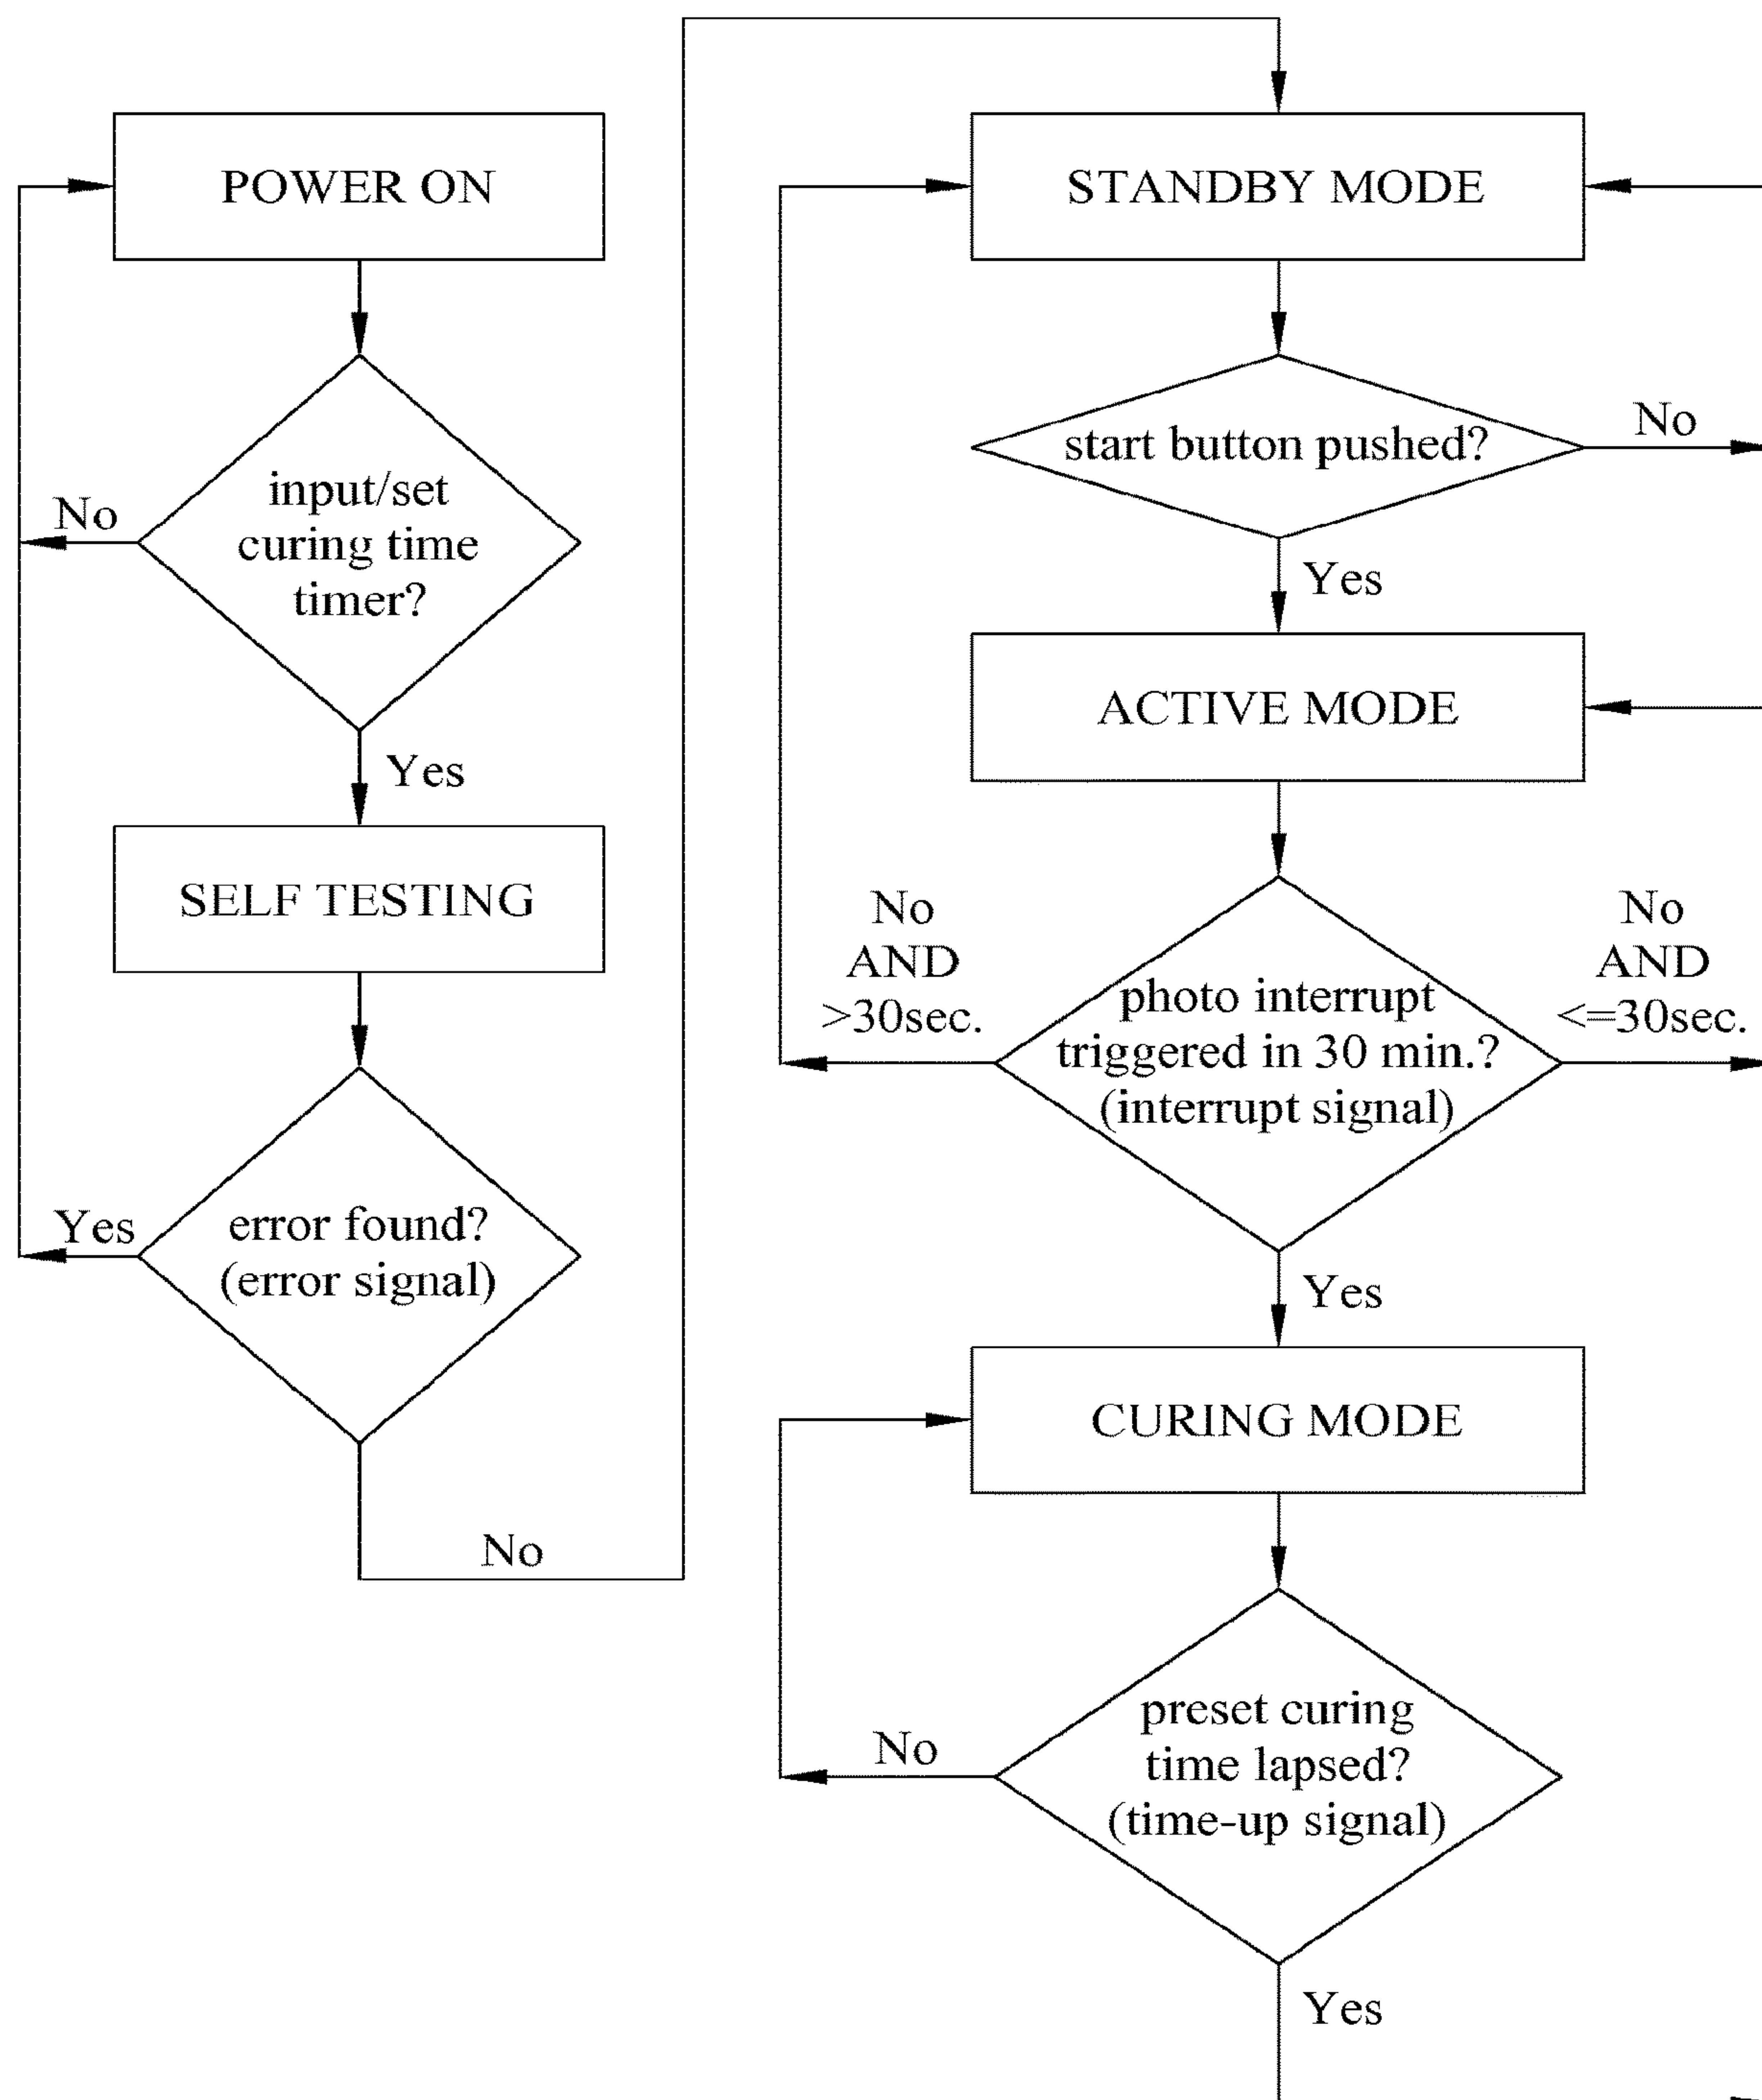 POWER ON
No
input/set
curing time
timer?
Yes
SELF TESTING
Yes
error found?
(error signal)
No
STANDBY MODE
start button pushed?
No
Yes
ACTIVE MODE
No
AND
>30sec.
photo interrupt
triggered in 30 min.?
(interrupt signal)
No
AND
<=30sec.
Yes
CURING MODE
No
preset curing
time lapsed?
(time-up signal)
Yes